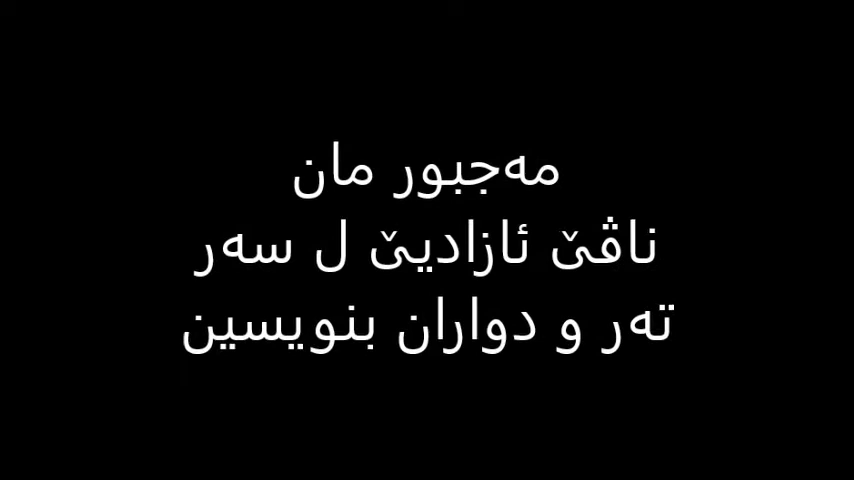 مەجبور مان
ناڤێ ئازادیێ ل سەر
تەر و دواران بنویسین